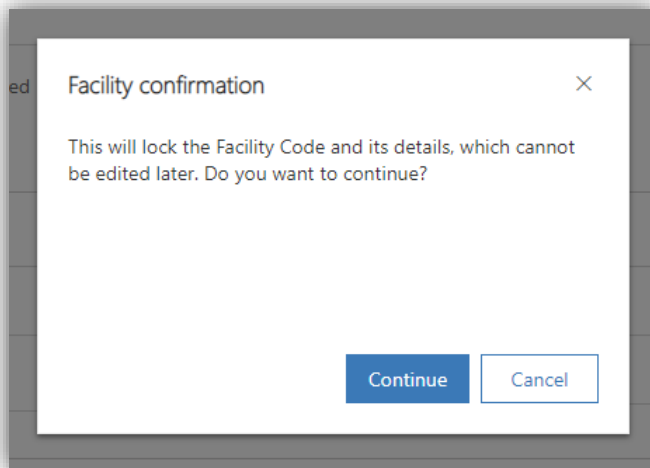 ed
Facility confirmation
This will lock the Facility Code and its details, which cannot
be edited later. Do you want to continue?
Continue
Cancel